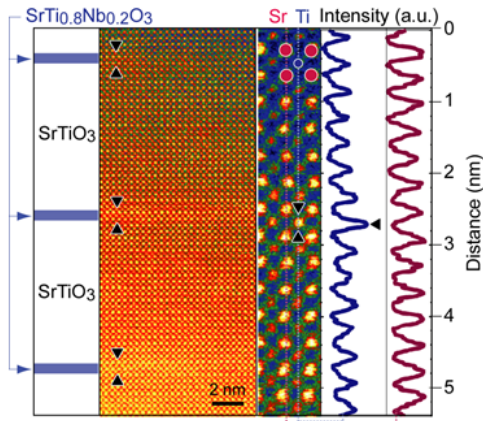 SrTi0.8Nb0.2O3
Sr Ti Intensity (a.u.)
0
1
SrTiO3
2
Distance (nm)
3
SrTiO3
4
2 nm
5